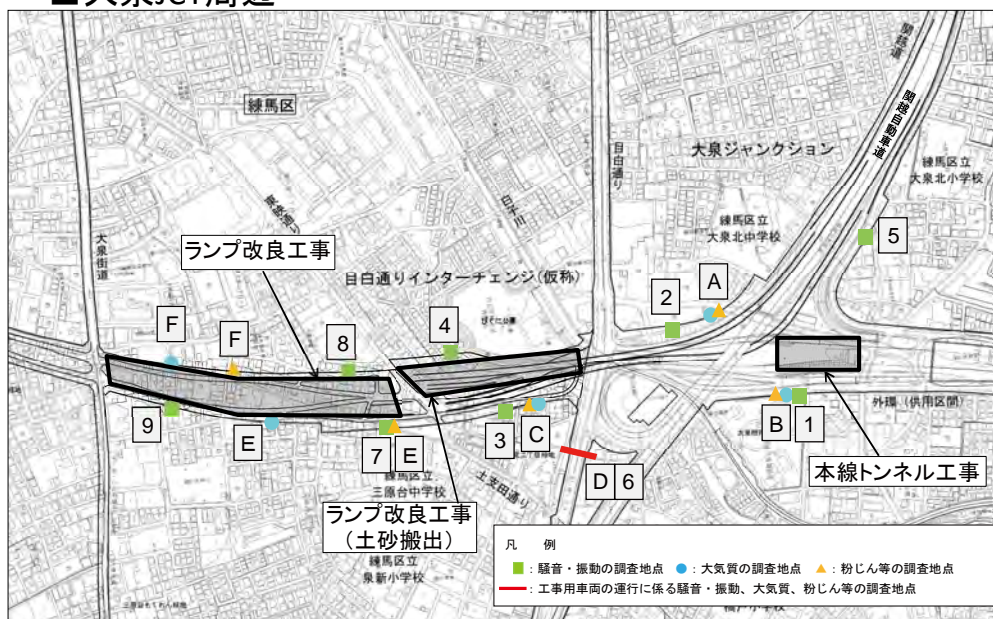 ■大泉JCT周辺
関越道
関越自動車道
練馬区
目白通り
大泉ジャンクション
練馬区立
大泉北小学校
東映通り
白子川
練馬区立
大泉北中学校
大泉街道
ランプ改良工事
目白通りインターチェンジ(仮称)
5
A
2
F
F
8
4
びくに公園
外環(供用区間)
9
E
7
E
3
C
B
1
D
6
練馬区立
三原台中学校
土支田通り
本線トンネル工事
ランプ改良工事
(土砂搬出)
練馬区立
泉新小学校
凡 例
:騒音・振動の調査地点
:大気質の調査地点
:粉じん等の調査地点
:工事用車両の運行に係る騒音・振動、大気質、粉じん等の調査地点